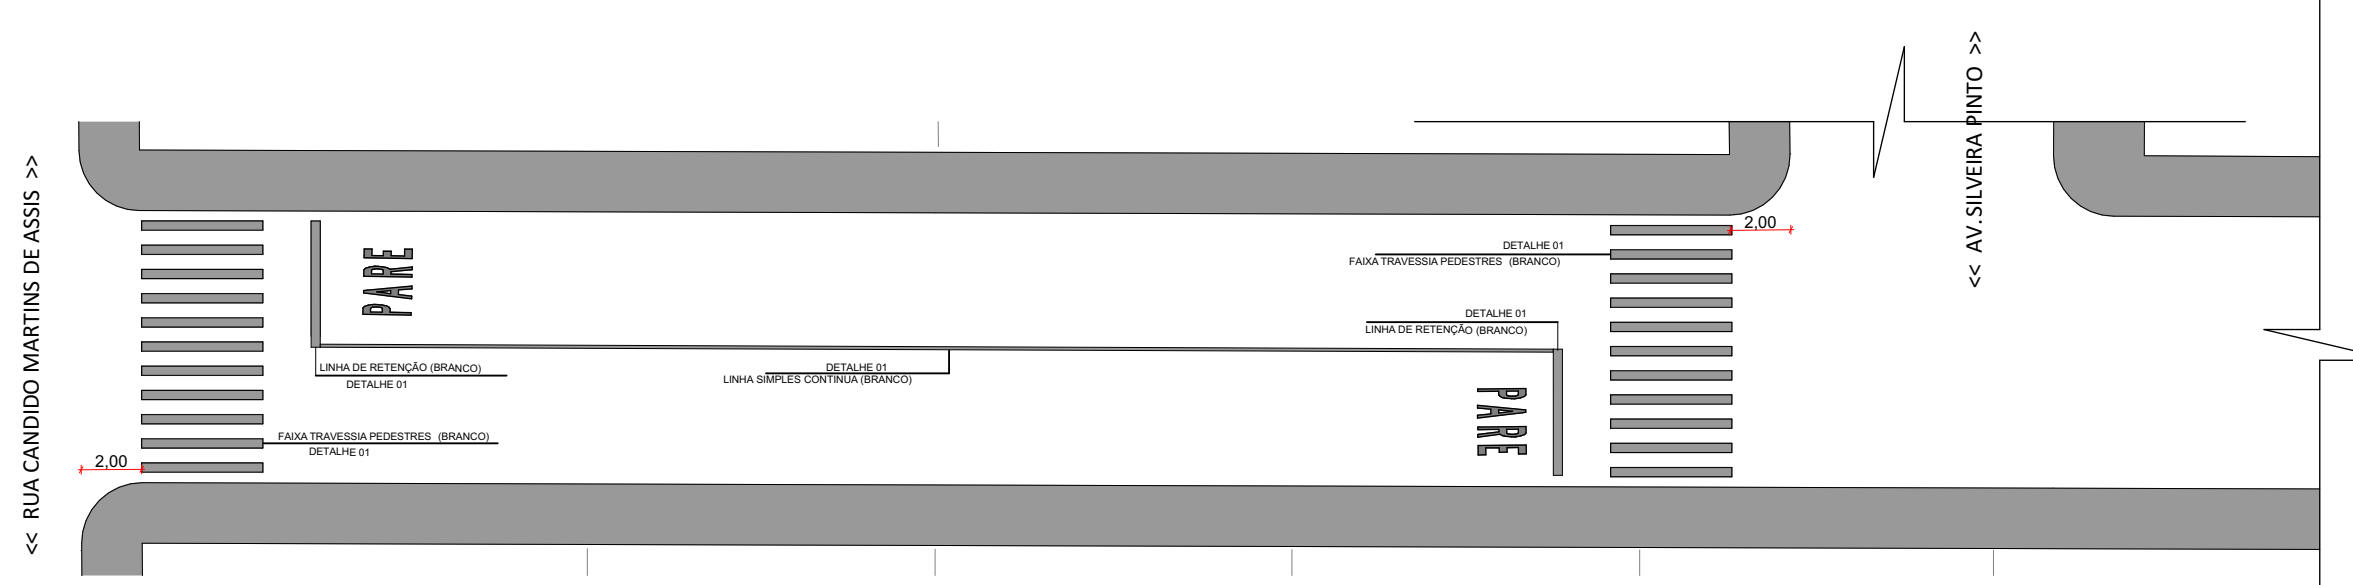 << RUA CANDIDO MARTINS DE ASSIS >>
PARE
LINHA DE RETENÇÃO (BRANCO)
DETALHE 01
FAIXA TRAVESSIA PEDESTRES (BRANCO)
DETALHE 01
2,00
DETALHE 01
LINHA SIMPLES CONTINUA (BRANCO)
DETALHE 01
FAIXA TRAVESSIA PEDESTRES (BRANCO)
DETALHE 01
LINHA DE RETENÇÃO (BRANCO)
PARE
2,00
<< AV. SILVEIRA PINTO >>